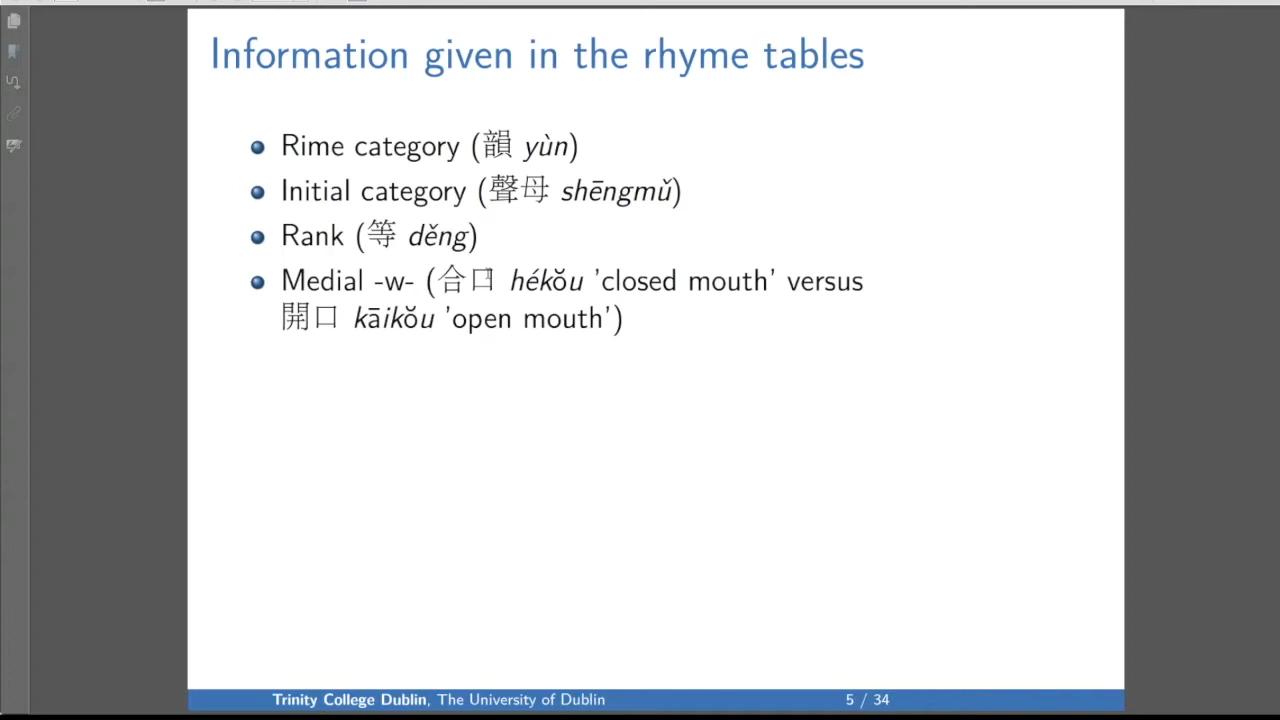 Information given in the rhyme tables
Rime category (韻 yùn)
Initial category (聲母 shēngmǔ)
Rank (等 děng)
Medial -w- (合口 hékǒu ’closed mouth’ versus
開口 kāikǒu ’open mouth’)
Trinity College Dublin, The University of Dublin
5 / 34